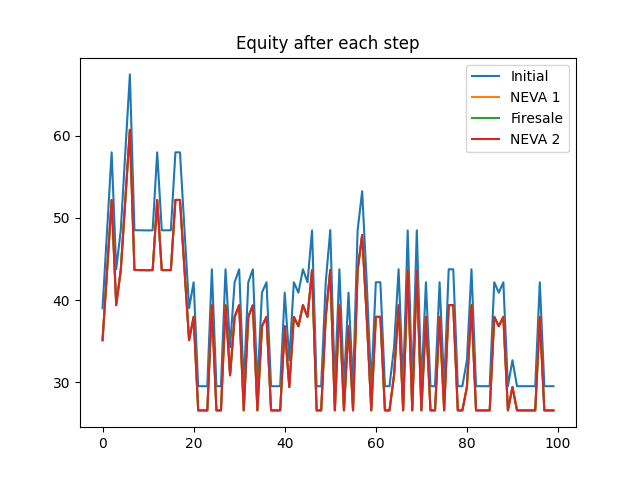 Equity after each step
Initial
NEVA 1
Firesale
NEVA 2
60
50
40
30
0 20 40 60 80 100